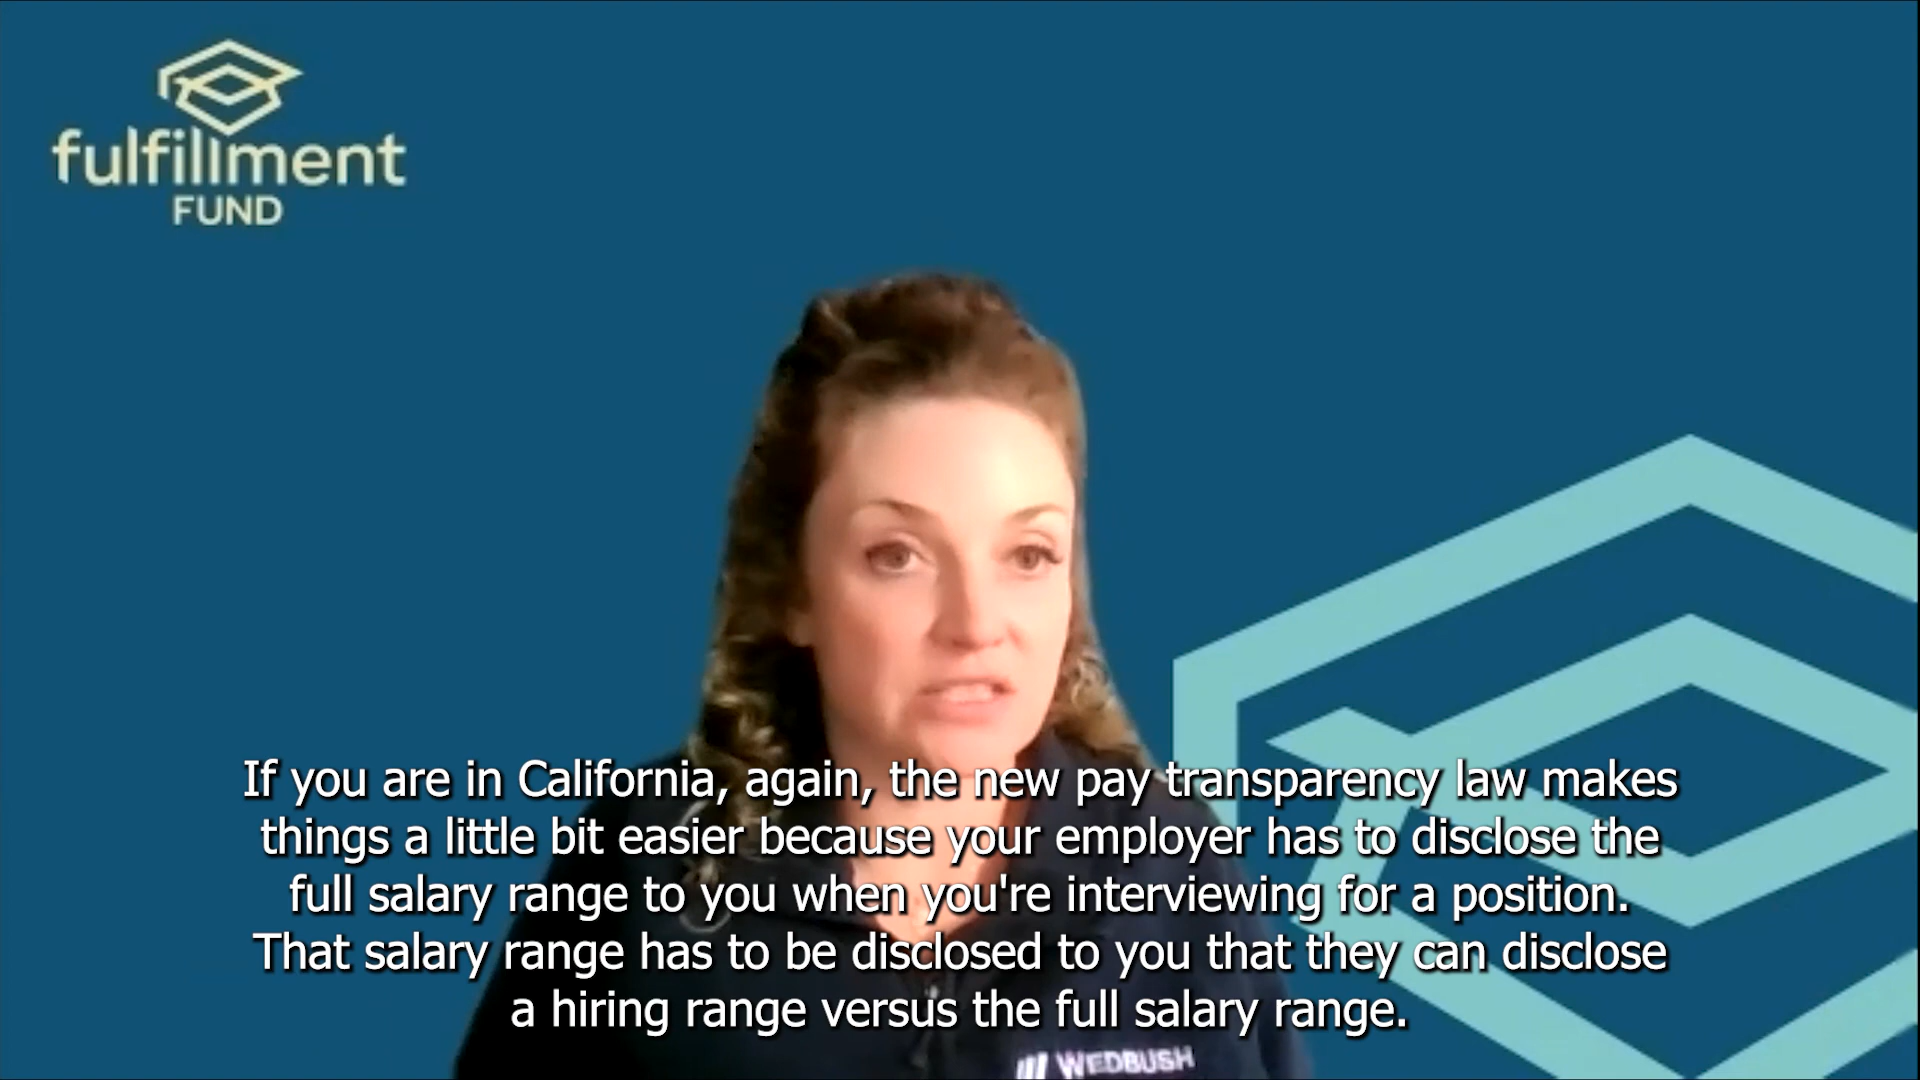 fulfillment
FUND
If you are in California, again, the new pay transparency law makes
things a little bit easier because your employer has to disclose the
full salary range to you when you're interviewing for a position.
That salary range has to be disclosed to you that they can disclose
a hiring range versus the full salary range.
WEDBUSH